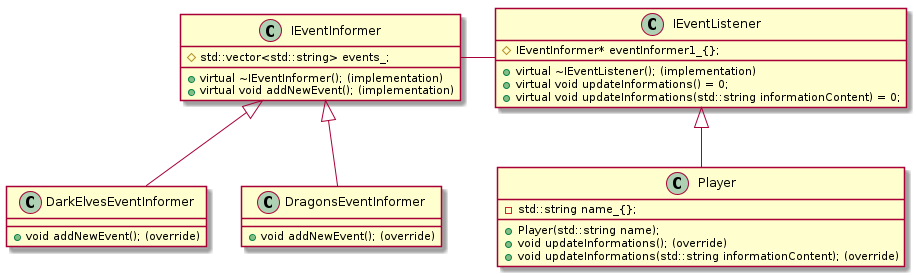 C IEventInformer
std::vector<std::string> events_;
virtual ~IEventInformer(); (implementation)
virtual void addNewEvent(); (implementation)
C IEventListener
IEventInformer* eventInformer1_{};
virtual ~IEventListener(); (implementation)
virtual void updateInformations() = 0;
virtual void updateInformations(std::string informationContent) = 0;
C DarkElvesEventInformer
void addNewEvent(); (override)
C DragonsEventInformer
void addNewEvent(); (override)
C Player
std::string name_{};
Player(std::string name);
void updateInformations(); (override)
void updateInformations(std::string informationContent); (override)